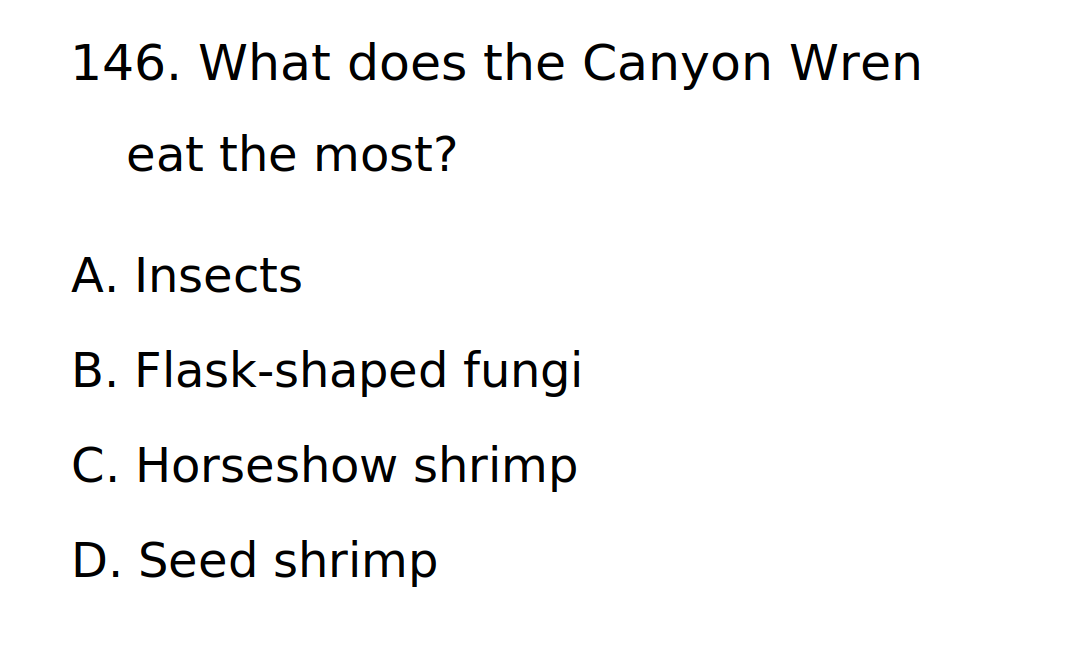 146. What does the Canyon Wren
eat the most?
A. Insects
B. Flask-shaped fungi
C. Horseshow shrimp
D. Seed shrimp